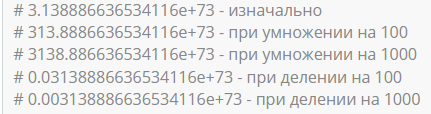 # 3.138886636534116e+73 - изначально
# 313.8886636534116e+73 - при умножении на 100
# 3138.886636534116e+73 - при умножении на 1000
# 0.03138886636534116e+73 - при делении на 100
# 0.003138886636534116e+73 - при делении на 1000